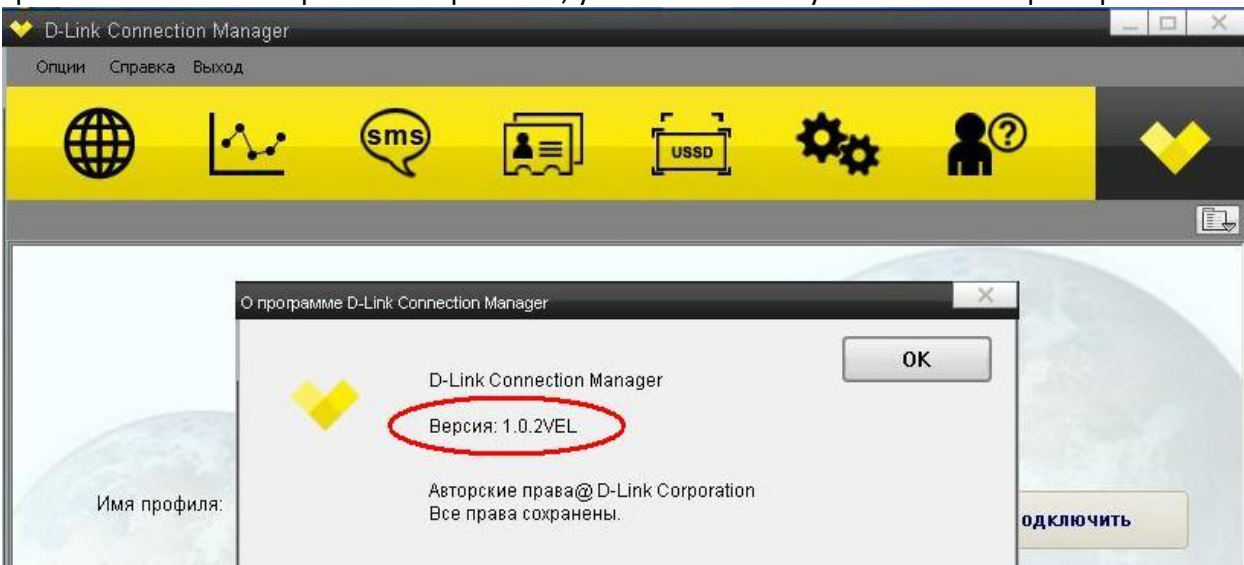 D-Link Connection Manager
Опции Справка Выход
sms
USSD
О программе D-Link Connection Manager
OK
D-Link Connection Manager
Версия: 1.0.2VEL
Авторские права@ D-Link Corporation
Все права сохранены.
Имя профиля:
одключить